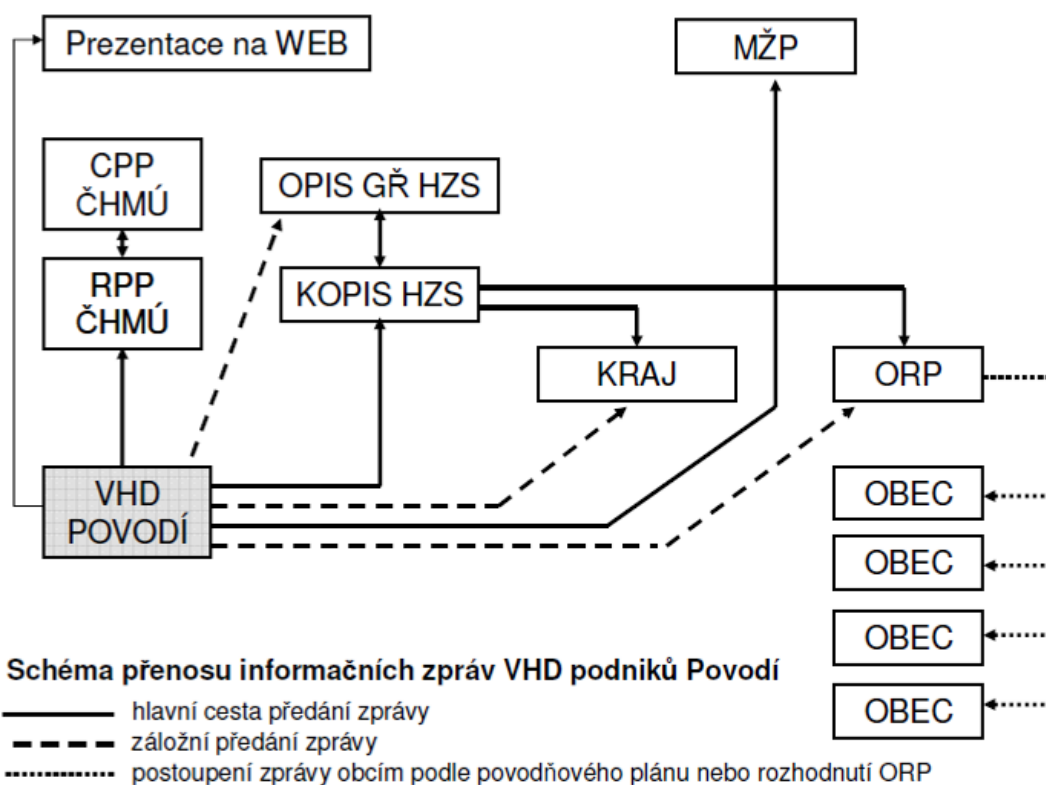 Prezentace na WEB
MŽP
CPP
ČHMÚ
OPIS GŘ HZS
RPP
ČHMÚ
KOPIS HZS
KRAJ
ORP
VHD
POVODÍ
OBEC
OBEC
OBEC
OBEC
Schéma přenosu informačních zpráv VHD podniků Povodí
hlavní cesta předání zprávy
záložní předání zprávy
postoupení zprávy obcím podle povodňového plánu nebo rozhodnutí ORP